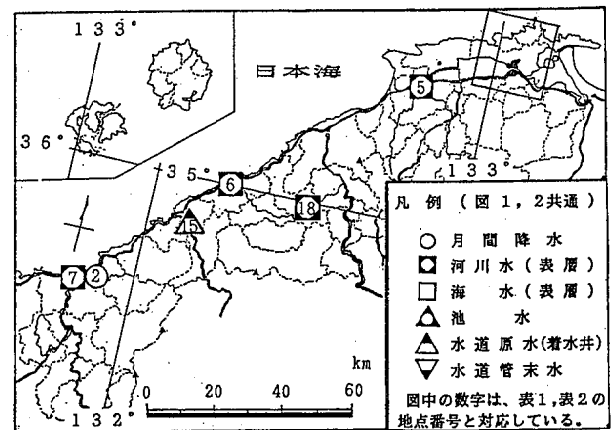 133°
日本海
36°
35°
133°
5
6
18
15
7
2
凡例(図1,2共通)
月間降水
河川水(表層)
海水(表層)
池水
水道原水(着水井)
水道管末水
図中の数字は、表1,表2の
地点番号と対応している。
km
0 20 40 60
132°